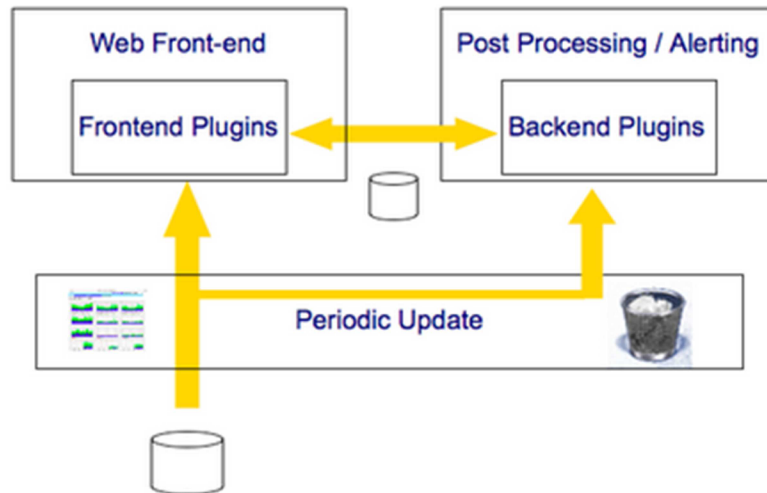 Web Front-end
Post Processing / Alerting
Frontend Plugins
Backend Plugins
Periodic Update